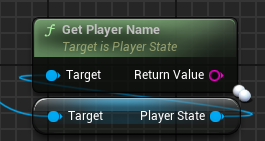 f Get Player Name
Target is Player State
Target Return Value
Target Player State